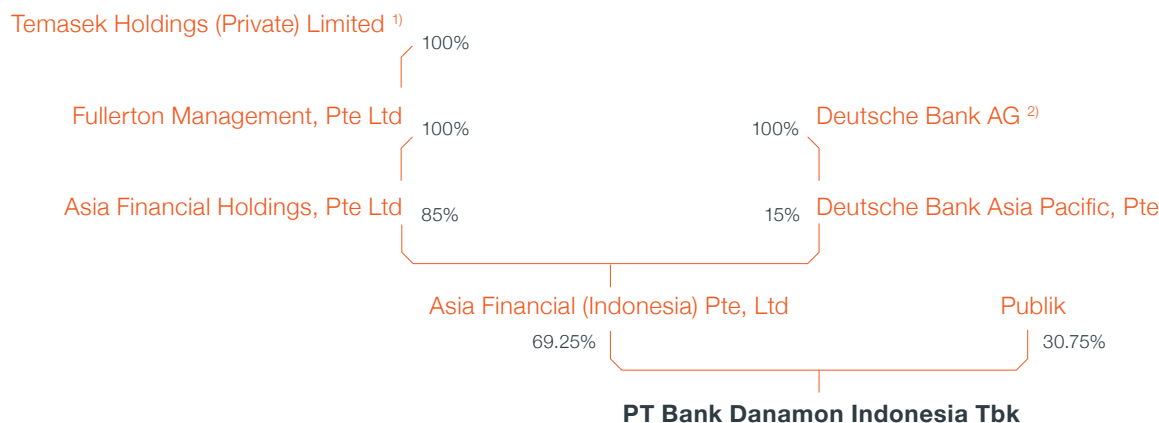 Temasek Holdings (Private) Limited 1)
100%
Fullerton Management, Pte Ltd
100%
100%
Deutsche Bank AG 2)
Asia Financial Holdings, Pte Ltd
85%
15%
Deutsche Bank Asia Pacific, Pte
Asia Financial (Indonesia) Pte, Ltd
Publik
69.25%
30.75%
PT Bank Danamon Indonesia Tbk